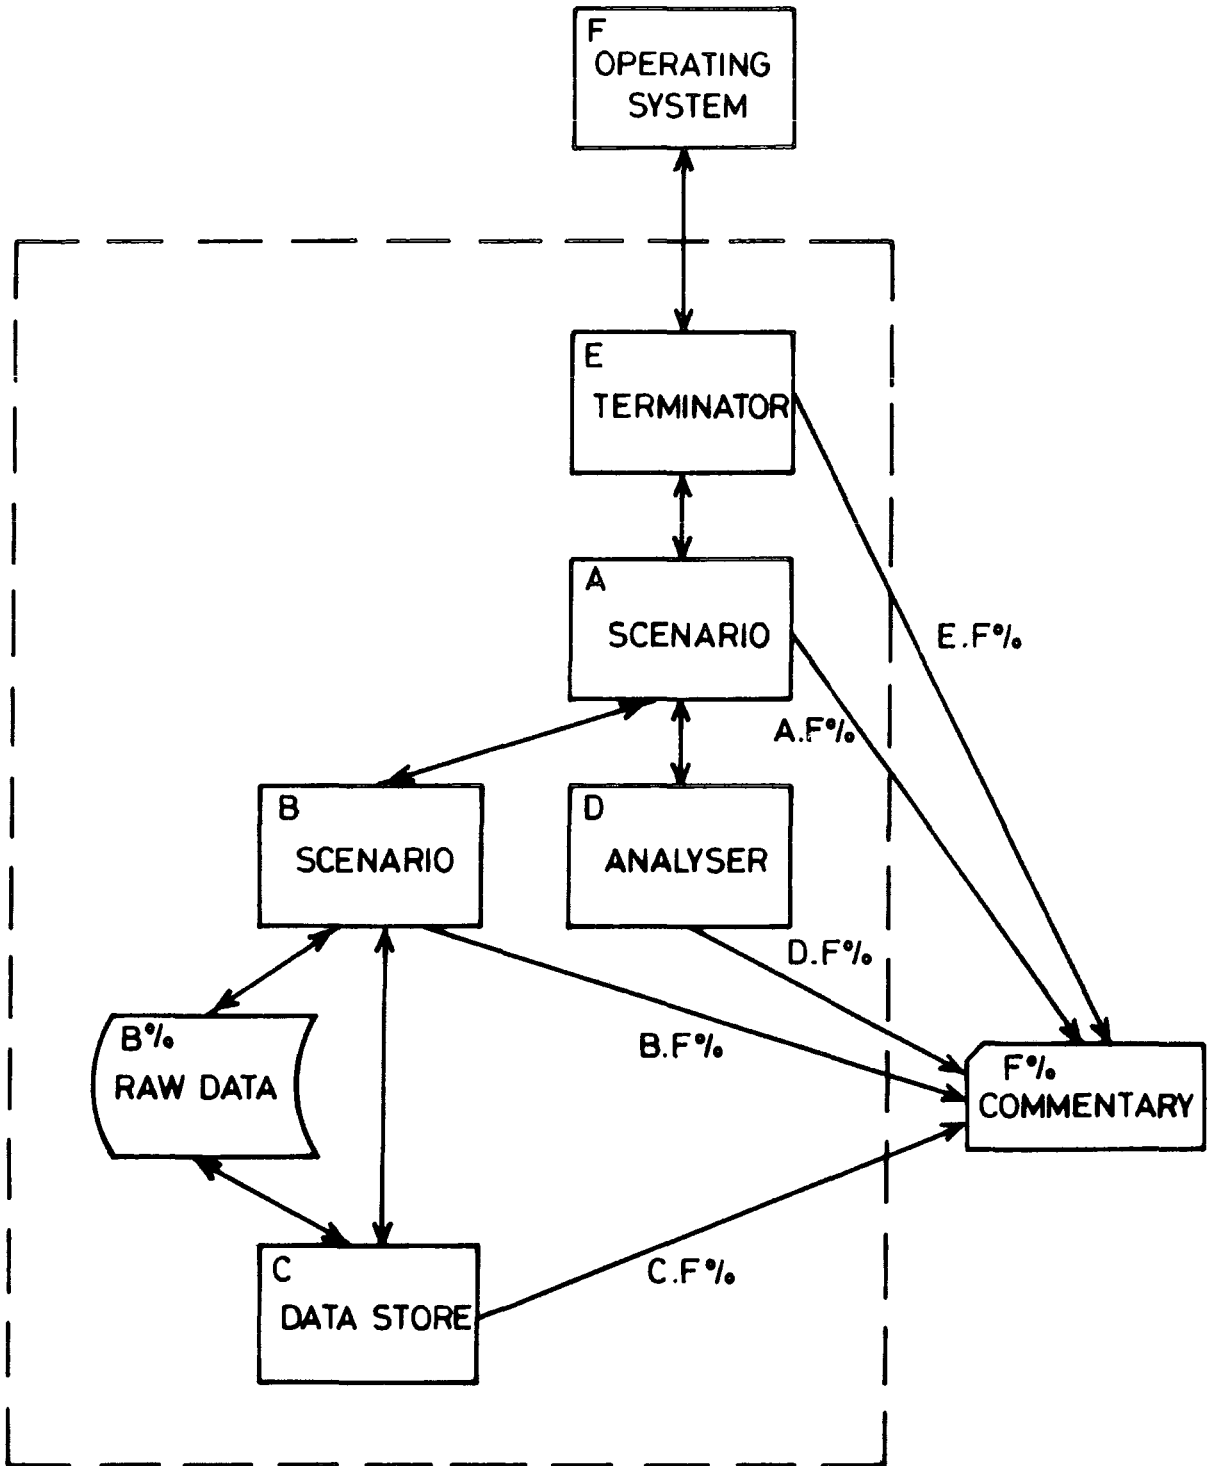 F
OPERATING
SYSTEM
E
TERMINATOR
A
SCENARIO
E.F%
A.F%
B
SCENARIO
D
ANALYSER
D.F%
B.F%
B%
RAW DATA
F%
COMMENTARY
C
DATA STORE
C.F%